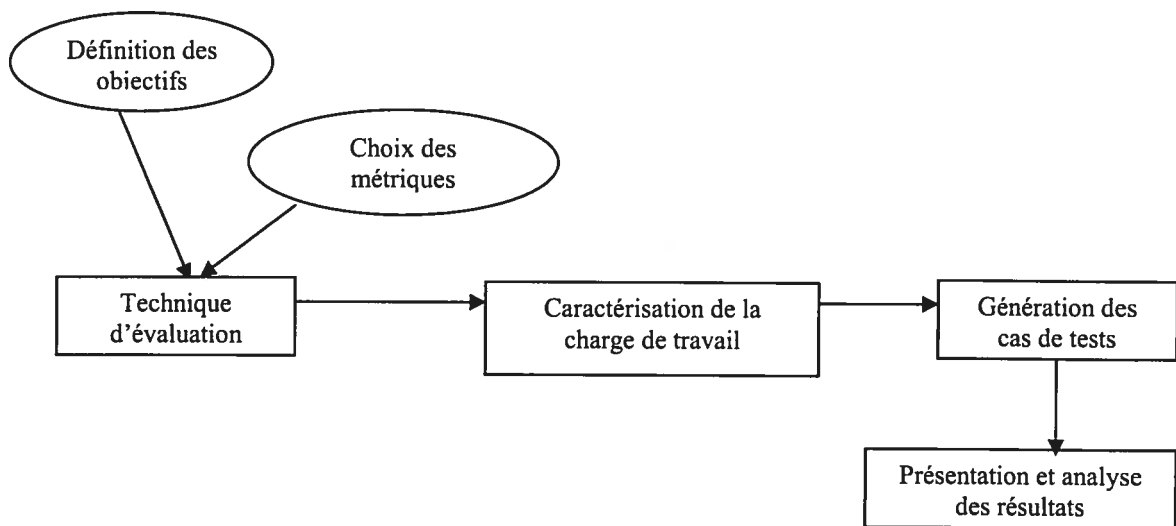 Définition des
objectifs
Choix des
métriques
Technique
d’évaluation
Caractérisation de la
charge de travail
Génération des
cas de tests
Présentation et analyse
des résultats